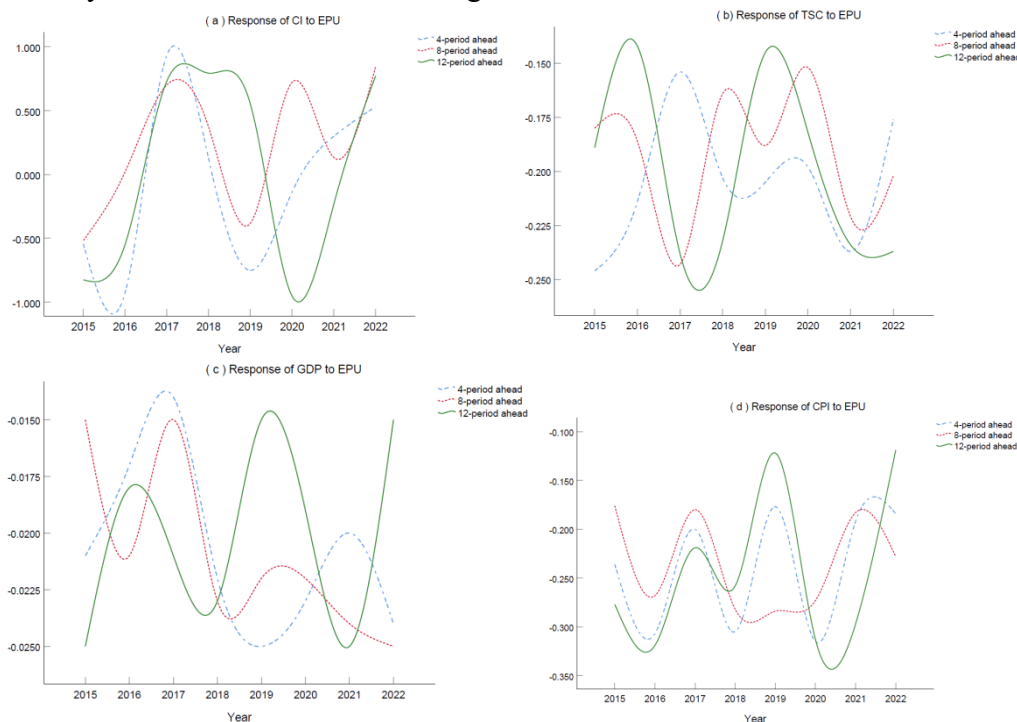 ( a ) Response of CI to EPU
4-period ahead
8-period ahead
12-period ahead
1.000
0.500
0.000
-0.500
-1.000
2015 2016 2017 2018 2019 2020 2021 2022
Year
( b ) Response of TSC to EPU
4-period ahead
8-period ahead
12-period ahead
-0.150
-0.175
-0.200
-0.225
-0.250
2015 2016 2017 2018 2019 2020 2021 2022
Year
( c ) Response of GDP to EPU
4-period ahead
8-period ahead
12-period ahead
-0.0150
-0.0175
-0.0200
-0.0225
-0.0250
2015 2016 2017 2018 2019 2020 2021 2022
Year
( d ) Response of CPI to EPU
4-period ahead
8-period ahead
12-period ahead
-0.100
-0.150
-0.200
-0.250
-0.300
-0.350
2015 2016 2017 2018 2019 2020 2021 2022
Year